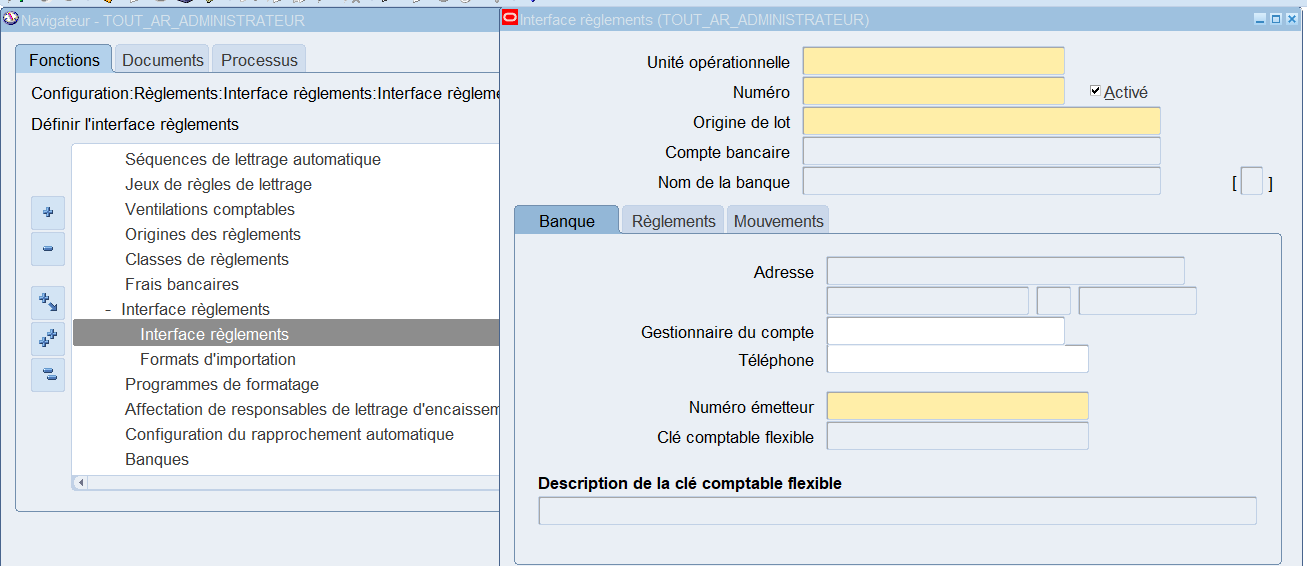 Navigateur - TOUT_AR_ADMINISTRATEUR
Fonctions
Documents
Processus
Configuration:Règlements:Interface règlements:Interface règleme
Définir l'interface règlements
Séquences de lettrage automatique
Jeux de règles de lettrage
Ventilations comptables
Origines des règlements
Classes de règlements
Frais bancaires
- Interface règlements
Interface règlements
Formats d'importation
Programmes de formatage
Affectation de responsables de lettrage d'encaissem
Configuration du rapprochement automatique
Banques
Interface règlements (TOUT_AR_ADMINISTRATEUR)
Unité opérationnelle
Numéro
Activé
Origine de lot
Compte bancaire
Nom de la banque
[ ]
Banque
Règlements
Mouvements
Adresse
Gestionnaire du compte
Téléphone
Numéro émetteur
Clé comptable flexible
Description de la clé comptable flexible